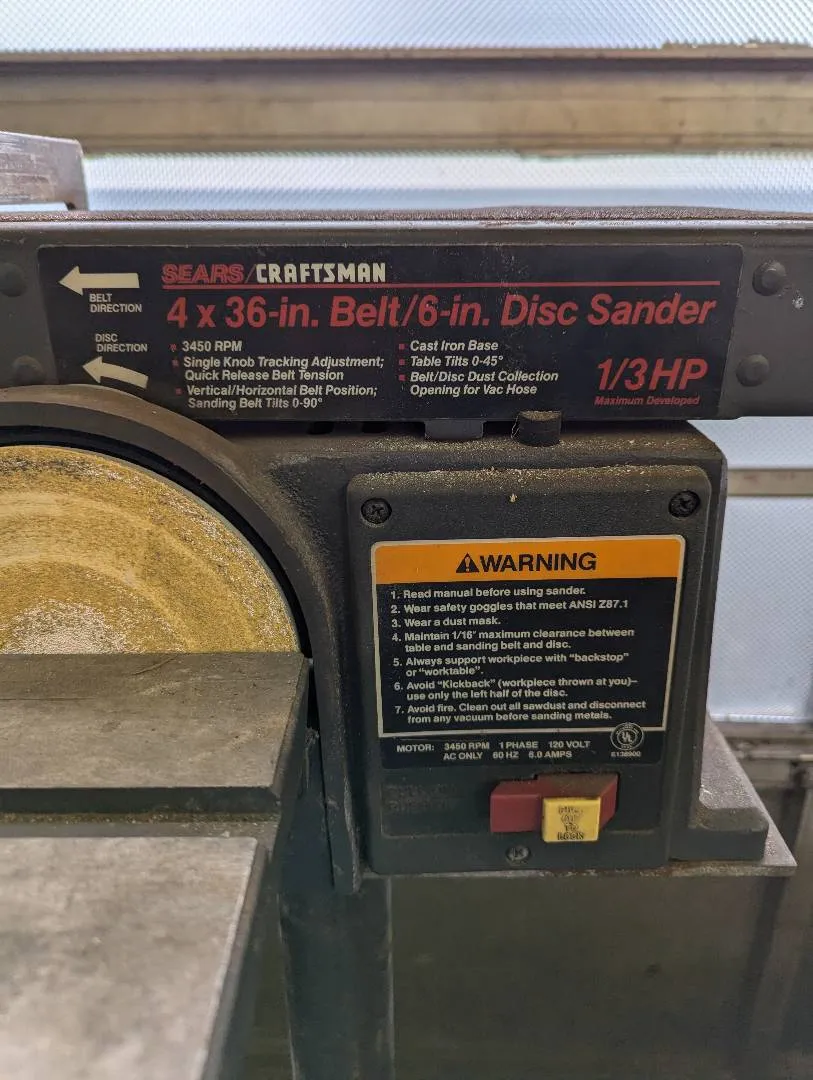 SEARS/CRAFTSMAN
BELT
DIRECTION
4 x 36-in. Belt/6-in. Disc Sander
DISC
DIRECTION
3450 RPM
Single Knob Tracking Adjustment;
Quick Release Belt Tension
Vertical/Horizontal Belt Position;
Sanding Belt Tilts 0-90°
Cast Iron Base
Table Tilts 0-45°
Belt/Disc Dust Collection
Opening for Vac Hose
1/3 HP
Maximum Developed
WARNING
1. Read manual before using sander.
2. Wear safety goggles that meet ANSI Z87.1
3. Wear a dust mask.
4. Maintain 1/16" maximum clearance between
table and sanding belt and disc.
5. Always support workpiece with "backstop"
or "worktable".
6. Avoid "Kickback" (workpiece thrown at you)—
use only the left half of the disc.
7. Avoid fire. Clean out all sawdust and disconnect
from any vacuum before sanding metals.
MOTOR: 3450 RPM 1 PHASE 120 VOLT
AC ONLY 60 HZ 6.0 AMPS
UL